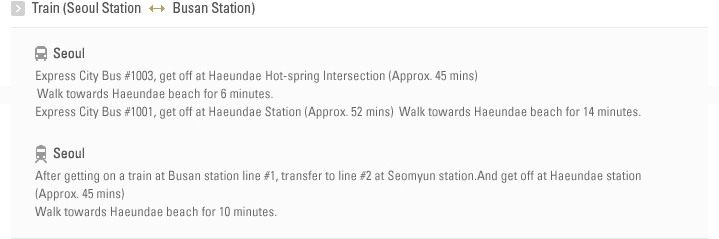 Train (Seoul Station ↔ Busan Station)
Seoul
Express City Bus #1003, get off at Haeundae Hot-spring Intersection (Approx. 45 mins)
Walk towards Haeundae beach for 6 minutes.
Express City Bus #1001, get off at Haeundae Station (Approx. 52 mins) Walk towards Haeundae beach for 14 minutes.
Seoul
After getting on a train at Busan station line #1, transfer to line #2 at Seomyun station.And get off at Haeundae station
(Approx. 45 mins)
Walk towards Haeundae beach for 10 minutes.